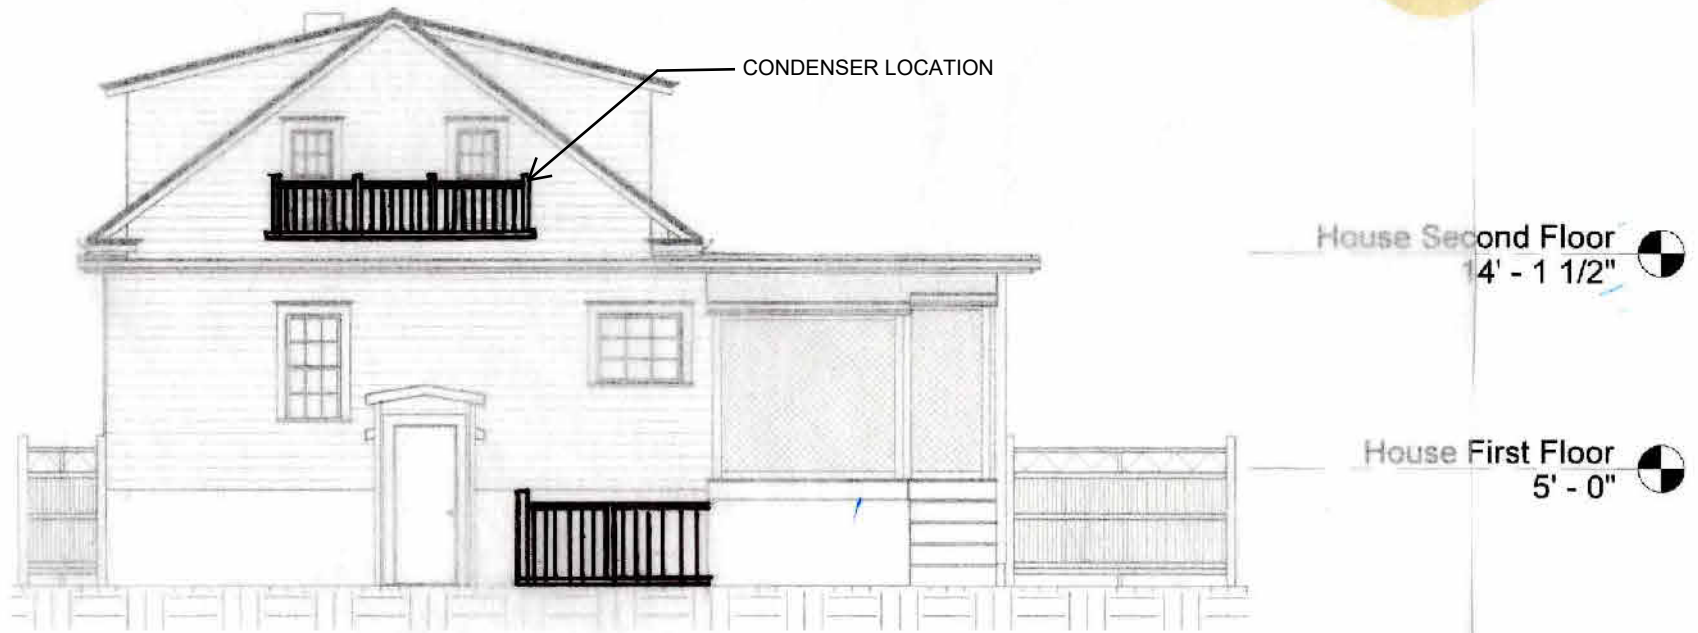 CONDENSER LOCATION
House Second Floor
14' - 1 1/2"
House First Floor
5' - 0"